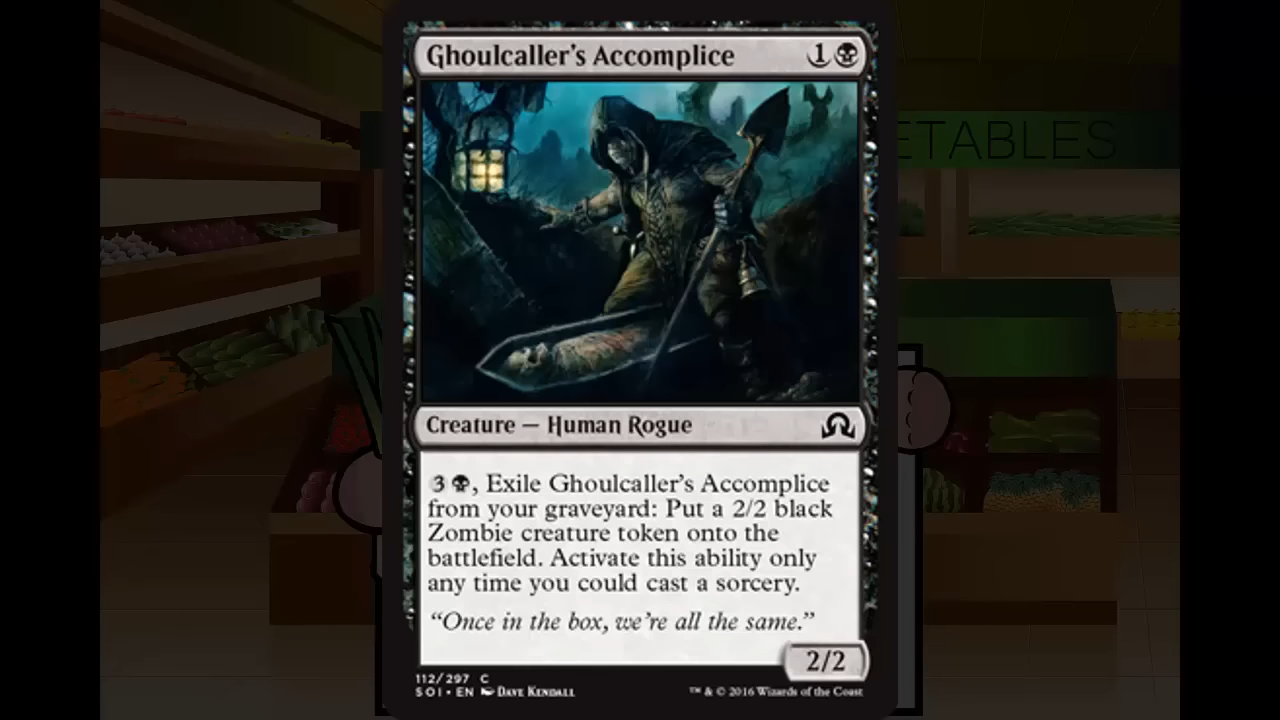 Ghoulcaller's Accomplice 1
ETABLES
Creature — Human Rogue
3, Exile Ghoulcaller's Accomplice
from your graveyard: Put a 2/2 black
Zombie creature token onto the
battlefield. Activate this ability only
any time you could cast a sorcery.
“Once in the box, we're all the same.”
2/2
112/297 C
SOI • EN Dave Kendall
™ & © 2016 Wizards of the Coast